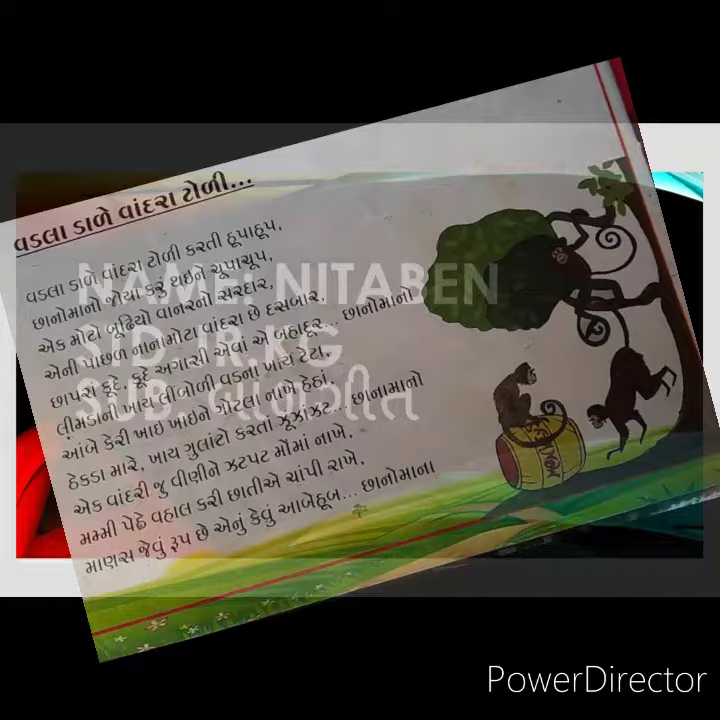 વડલા ડાળે વાંદરા ટોળી...
વડલા ડાળે વાંદરા ટોળી કરતી હૂપાહૂપ,
છાનોમાનો જોયા કરું થઈને ચૂપાચૂપ,
એક મોટો બૂઢિયો વાનરનો સરદાર,
એની પાછળ નાનામોટા વાંદરા છે દસબાર,
છાપરા કૂદે, કૂદે અગાસી એવાં એ બહાદૂર... છાનોમાનો
લીમડાની ખાય લીંબોળી વડના ખાય ટેટા,
આંબે કેરી ખાઈ ખાઈને ગોટલા નાખે હેઠાં,
ઠેકડા મારે, ખાય ગુલાંટો કરતાં ઝૂઝાંઝટ... છાનામાનો
એક વાંદરી જુ વીણીને ઝટપટ મોંમાં નાખે,
મમ્મી પેઠે વહાલ કરી છાતીએ ચાંપી રાખે,
માણસ જેવું રૂપ છે એનું કેવું આબેહૂબ... છાનોમાના
NAME: NITABEN
STD: JR.KG
SUB: બાળગીત
PowerDirector